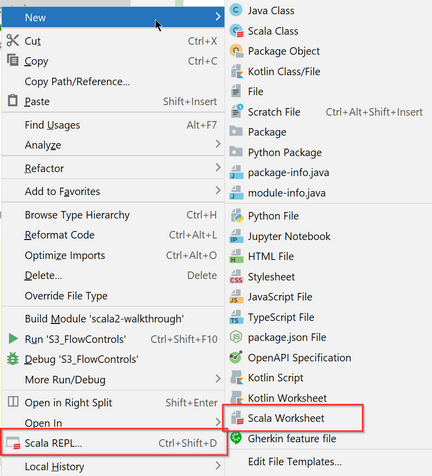 New
Cut Ctrl+X
Copy Ctrl+C
Copy Path/Reference...
Paste Shift+Insert
Find Usages Alt+F7
Analyze
Refactor
Add to Favorites
Browse Type Hierarchy Ctrl+H
Reformat Code Ctrl+Alt+L
Optimize Imports Ctrl+Alt+O
Delete... Delete
Override File Type
Build Module 'scala2-walkthrough'
Run 'S3_FlowControls' Ctrl+Shift+F10
Debug 'S3_FlowControls'
More Run/Debug
Open in Right Split Shift+Enter
Open In
Scala REPL... Ctrl+Shift+D
Local History
Java Class
Scala Class
Package Object
Kotlin Class/File
File
Scratch File Ctrl+Alt+Shift+Insert
Package
Python Package
package-info.java
module-info.java
Python File
Jupyter Notebook
HTML File
Stylesheet
JavaScript File
TypeScript File
package.json File
OpenAPI Specification
Kotlin Script
Kotlin Worksheet
Scala Worksheet
Gherkin feature file
Edit File Templates...